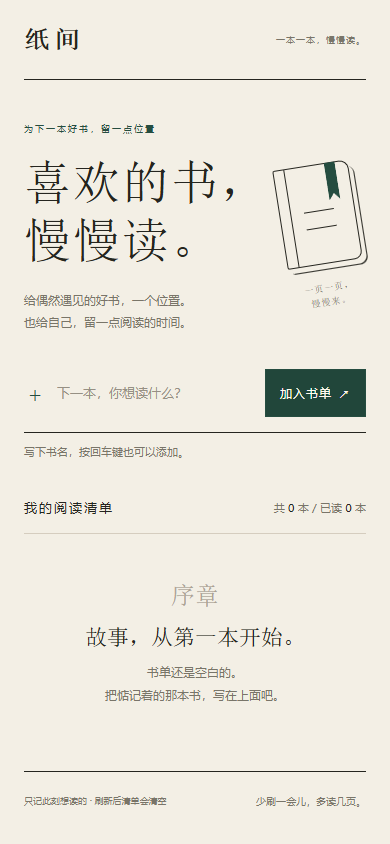 纸间
一本一本，慢慢读。
为下一本好书，留一点位置
喜欢的书，
慢慢读。
一页一页，
慢慢来。
给偶然遇见的好书，一个位置。
也给自己，留一点阅读的时间。
＋ 下一本，你想读什么？
加入书单 ↗
写下书名，按回车键也可以添加。
我的阅读清单
共 0 本 / 已读 0 本
序章
故事，从第一本开始。
书单还是空白的。
把惦记着的那本书，写在上面吧。
只记此刻想读的 · 刷新后清单会清空
少刷一会儿，多读几页。